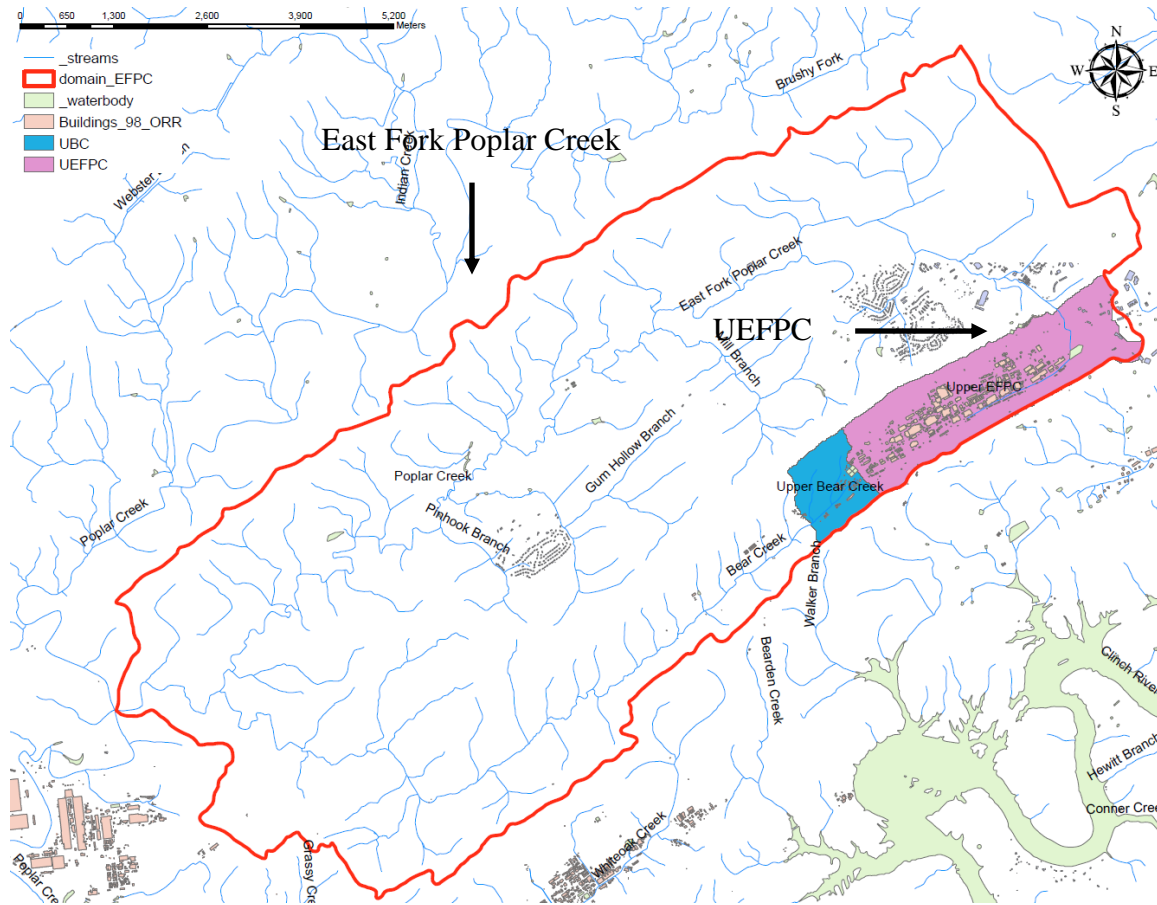 0 650 1,300 2,600 3,900 5,200
Meters
_streams
domain_EFPC
_waterbody
Buildings_98_ORR
UBC
UEFPC
N
W E
S
Brushy Fork
East Fork Poplar Creek
Indian Creek
Webster
East Fork Poplar Creek
UEFPC
Mill Branch
Upper EFPC
Gum Hollow Branch
Poplar Creek
Upper Bear Creek
Poplar Creek
Pinhook Branch
Bear Creek
Walker Branch
Bearden Creek
Clinch River
Hewitt Branch
Conner Cree
Whiteoak Creek
Grassy Cre
Poplar Cre